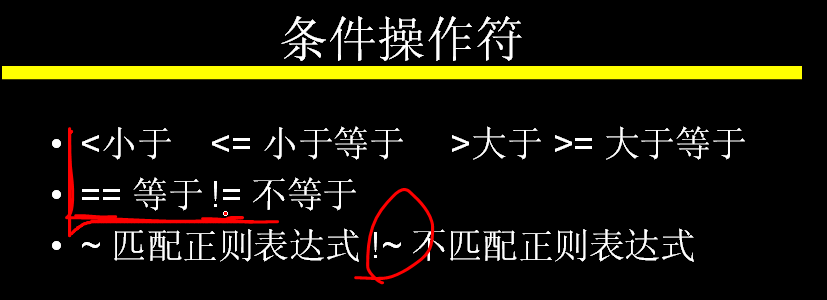 条件操作符
• <小于 <= 小于等于 >大于 >= 大于等于
• == 等于 != 不等于
• ~ 匹配正则表达式 !~ 不匹配正则表达式